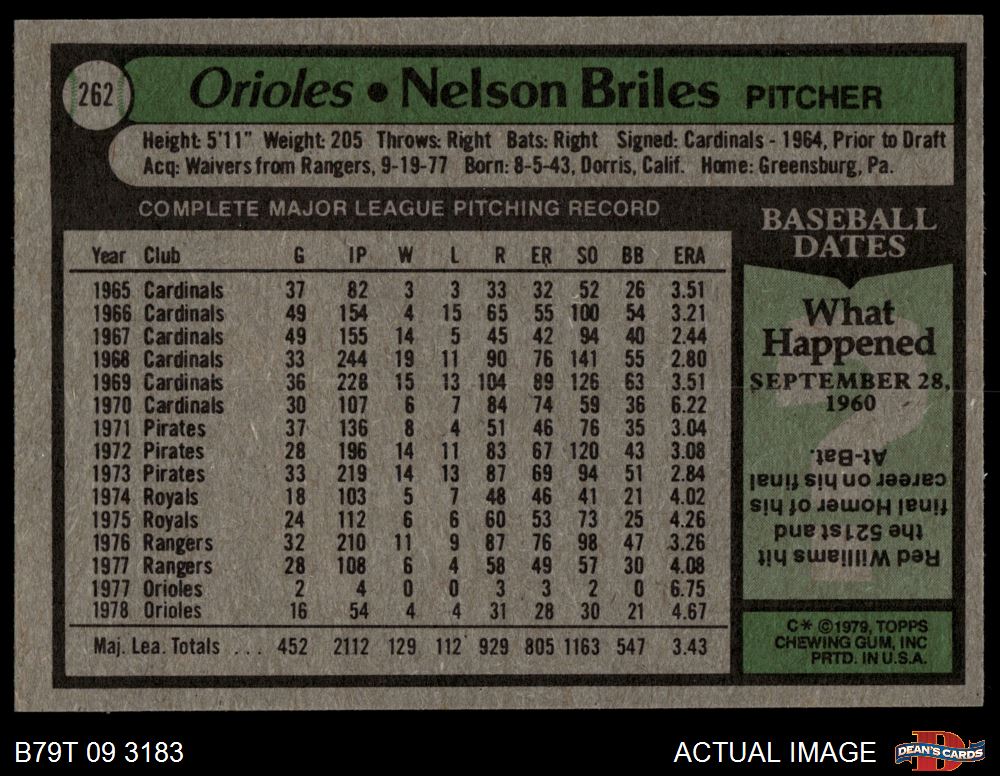 262
Orioles • Nelson Briles PITCHER
Height: 5'11" Weight: 205 Throws: Right Bats: Right Signed: Cardinals - 1964, Prior to Draft
Acq: Waivers from Rangers, 9-19-77 Born: 8-5-43, Dorris, Calif. Home: Greensburg, Pa.
COMPLETE MAJOR LEAGUE PITCHING RECORD
Year Club G IP W L R ER SO BB ERA
1965 Cardinals 37 82 3 3 33 32 52 26 3.51
1966 Cardinals 49 154 4 15 65 55 100 54 3.21
1967 Cardinals 49 155 14 5 45 42 94 40 2.44
1968 Cardinals 33 244 19 11 90 76 141 55 2.80
1969 Cardinals 36 228 15 13 104 89 126 63 3.51
1970 Cardinals 30 107 6 7 84 74 59 36 6.22
1971 Pirates 37 136 8 4 51 46 76 35 3.04
1972 Pirates 28 196 14 11 83 67 120 43 3.08
1973 Pirates 33 219 14 13 87 69 94 51 2.84
1974 Royals 18 103 5 7 48 46 41 21 4.02
1975 Royals 24 112 6 6 60 53 73 25 4.26
1976 Rangers 32 210 11 9 87 76 98 47 3.26
1977 Rangers 28 108 6 4 58 49 57 30 4.08
1977 Orioles 2 4 0 0 3 3 2 0 6.75
1978 Orioles 16 54 4 4 31 28 30 21 4.67
Maj. Lea. Totals . . . 452 2112 129 112 929 805 1163 547 3.43
BASEBALL
DATES
What
Happened
SEPTEMBER 28,
1960
Red Williams hit
the 521st and
final Homer of his
career on his final
At-Bat.
C* ©1979, TOPPS
CHEWING GUM, INC
PRTD. IN U.S.A.
B79T 09 3183
ACTUAL IMAGE
DEAN'S CARDS